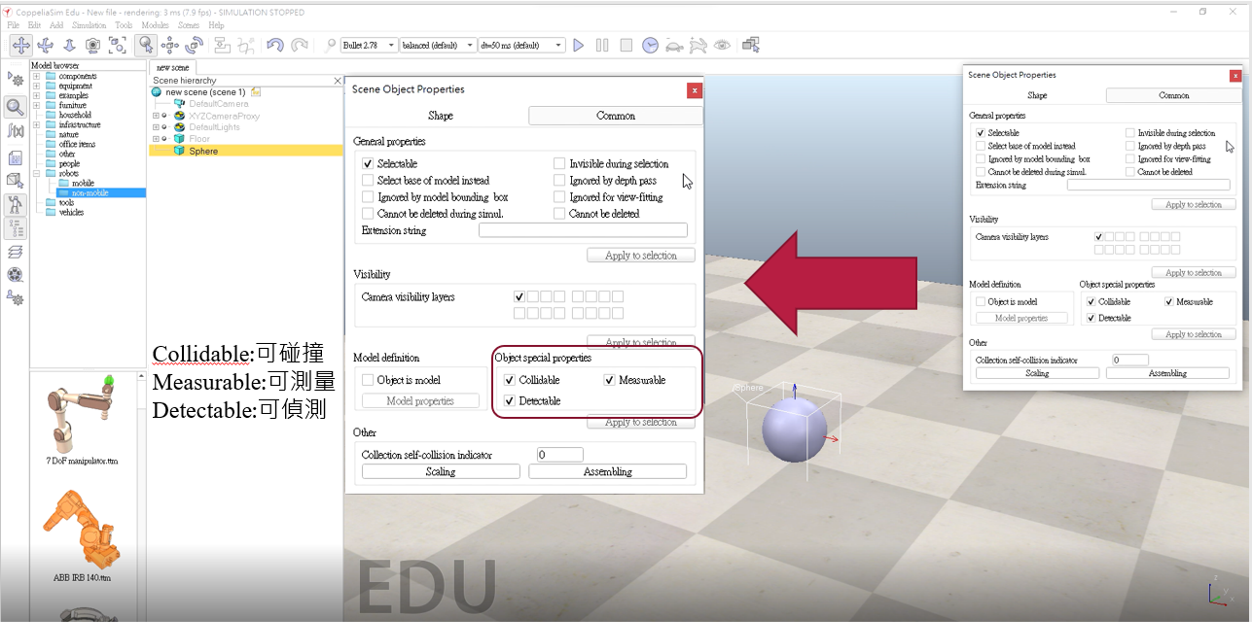 CoppeliaSim Edu - New file - rendering: 3 ms (7.9 fps) - SIMULATION STOPPED
File Edit Add Simulation Tools Modules Scenes Help
Bullet 2.78 balanced (default) dt=50 ms (default)
Model browser
components
equipment
examples
furniture
household
infrastructure
nature
office items
other
people
robots
mobile
non-mobile
tools
vehicles
7 DoF manipulator.ttm
ABB IRB 140.ttm
new scene
Scene hierarchy
new scene (scene 1)
DefaultCamera
XYZCameraProxy
DefaultLights
Floor
Sphere
Collidable:可碰撞
Measurable:可測量
Detectable:可偵測
Scene Object Properties
Shape Common
General properties
Selectable Invisible during selection
Select base of model instead Ignored by depth pass
Ignored by model bounding box Ignored for view-fitting
Cannot be deleted during simul. Cannot be deleted
Extension string
Apply to selection
Visibility
Camera visibility layers
Apply to selection
Model definition Object special properties
Object is model Collidable Measurable
Model properties Detectable
Apply to selection
Other
Collection self-collision indicator 0
Scaling Assembling
EDU
Sphere
Scene Object Properties
Shape Common
General properties
Selectable Invisible during selection
Select base of model instead Ignored by depth pass
Ignored by model bounding box Ignored for view-fitting
Cannot be deleted during simul. Cannot be deleted
Extension string
Apply to selection
Visibility
Camera visibility layers
Apply to selection
Model definition Object special properties
Object is model Collidable Measurable
Model properties Detectable
Apply to selection
Other
Collection self-collision indicator 0
Scaling Assembling
z
y
x